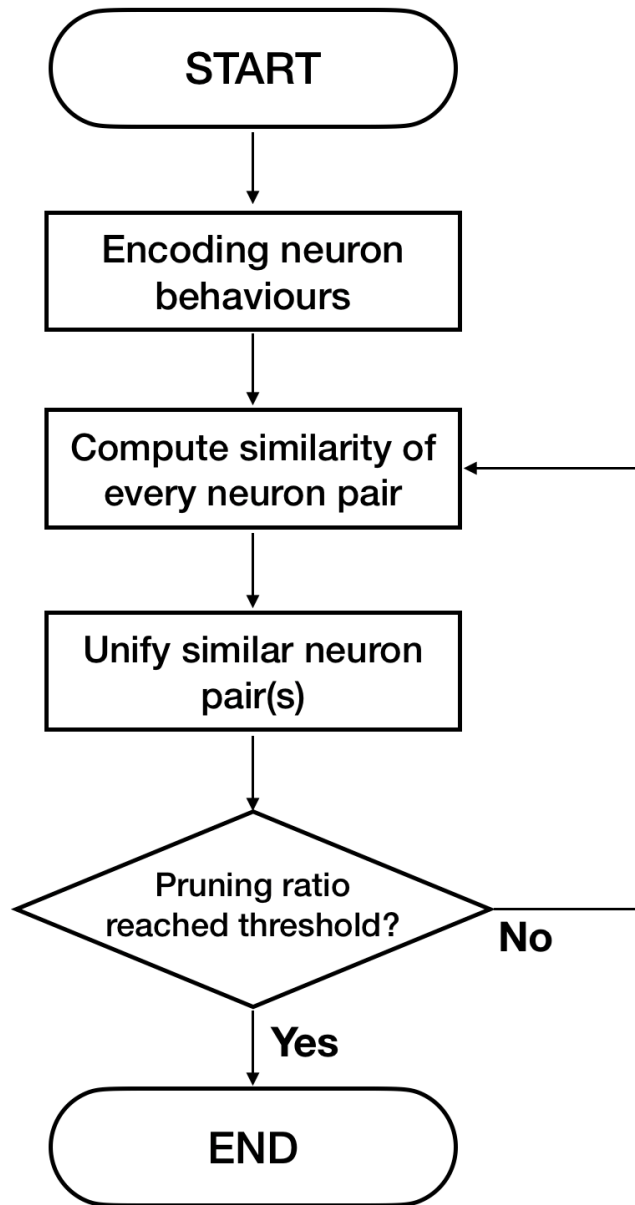 START
Encoding neuron
behaviours
Compute similarity of
every neuron pair
Unify similar neuron
pair(s)
Pruning ratio
reached threshold?
No
Yes
END